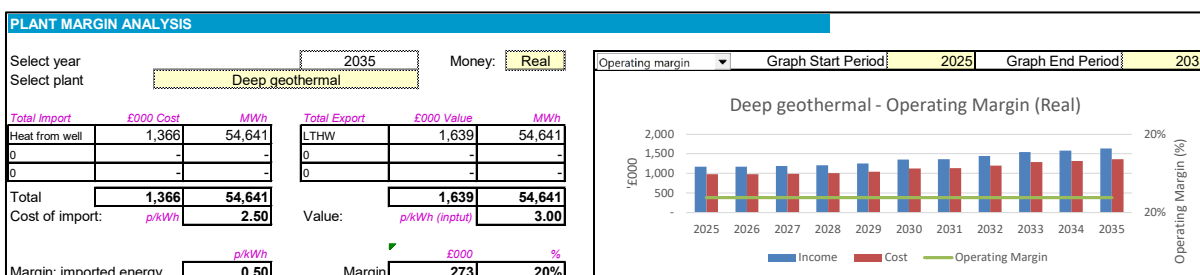 PLANT MARGIN ANALYSIS
Select year 2035 Money: Real
Select plant Deep geothermal
Operating margin Graph Start Period 2025 Graph End Period 203
Total Import £000 Cost MWh Total Export £000 Value MWh
Heat from well 1,366 54,641 LTHW 1,639 54,641
0 - - 0 - -
0 - - 0 - -
Total 1,366 54,641 1,639 54,641
Cost of import: p/kWh 2.50 Value: p/kWh (inptut) 3.00
p/kWh £000 %
Margin: imported energy 0.50 Margin 273 20%
Deep geothermal - Operating Margin (Real)
2,000 20%
1,500
1,000
500
- 20%
'£000
Operating Margin (%)
2025 2026 2027 2028 2029 2030 2031 2032 2033 2034 2035
Income Cost Operating Margin